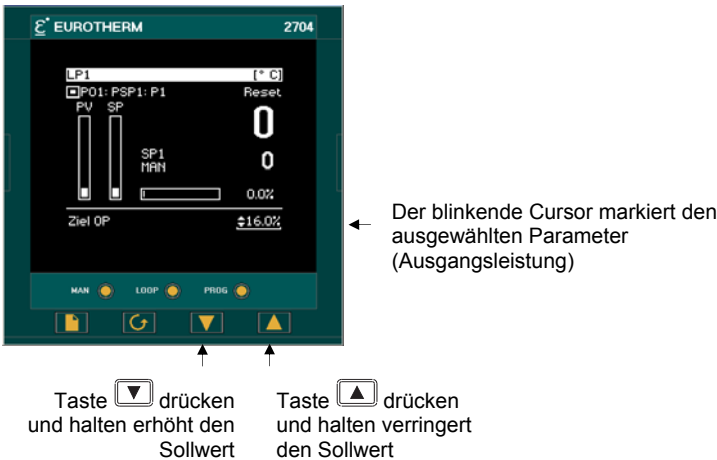 EUROTHERM 2704
LP1 [° C]
PO1: PSP1: P1 Reset
PV SP
0
SP1
MAN 0
0.0%
Ziel OP 16.0%
MAN LOOP PROG
Der blinkende Cursor markiert den
ausgewählten Parameter
(Ausgangsleistung)
Taste ▼ drücken
und halten erhöht den
Sollwert
Taste ▲ drücken
und halten verringert
den Sollwert